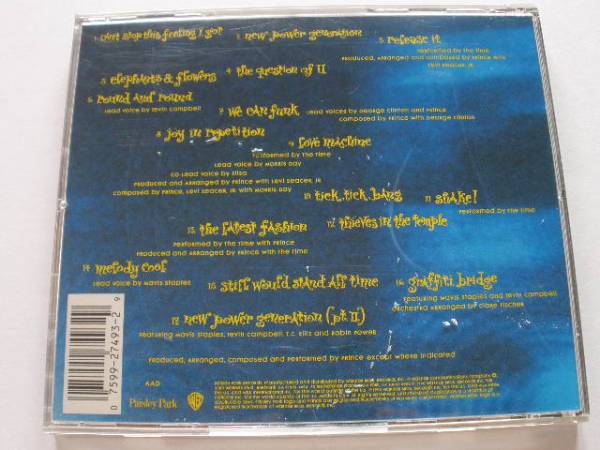 1. can't stop this feeling I got
2. new power generation
3. release it
performed by the time
produced, arranged and composed by prince with
levi seacer, jr.
4. the question of U
5. elephants & flowers
6. round and round
lead voice by tevin campbell
7. we can funk
lead voices by george clinton and prince
composed by prince with george clinton
8. joy in repetition
9. love machine
performed by the time
lead voice by morris day
co lead voice by elisa
produced and arranged by prince with levi seacer, jr.
composed by prince, levi seacer, jr. with morris day
10. tick, tick, bang
11. shake!
performed by the time
12. thieves in the temple
13. the latest fashion
performed by the time with prince
produced and arranged by prince with the time
14. melody cool
lead voice by mavis staples
15. still would stand all time
16. graffiti bridge
featuring mavis staples and tevin campbell
orchestra arranged by clare fischer
17. new power generation (pt. II)
featuring mavis staples, tevin campbell, t.c. ellis and robin power
produced, arranged, composed and performed by prince except where indicated
0 7599-27493-2 9
AAD
Paisley Park
WB